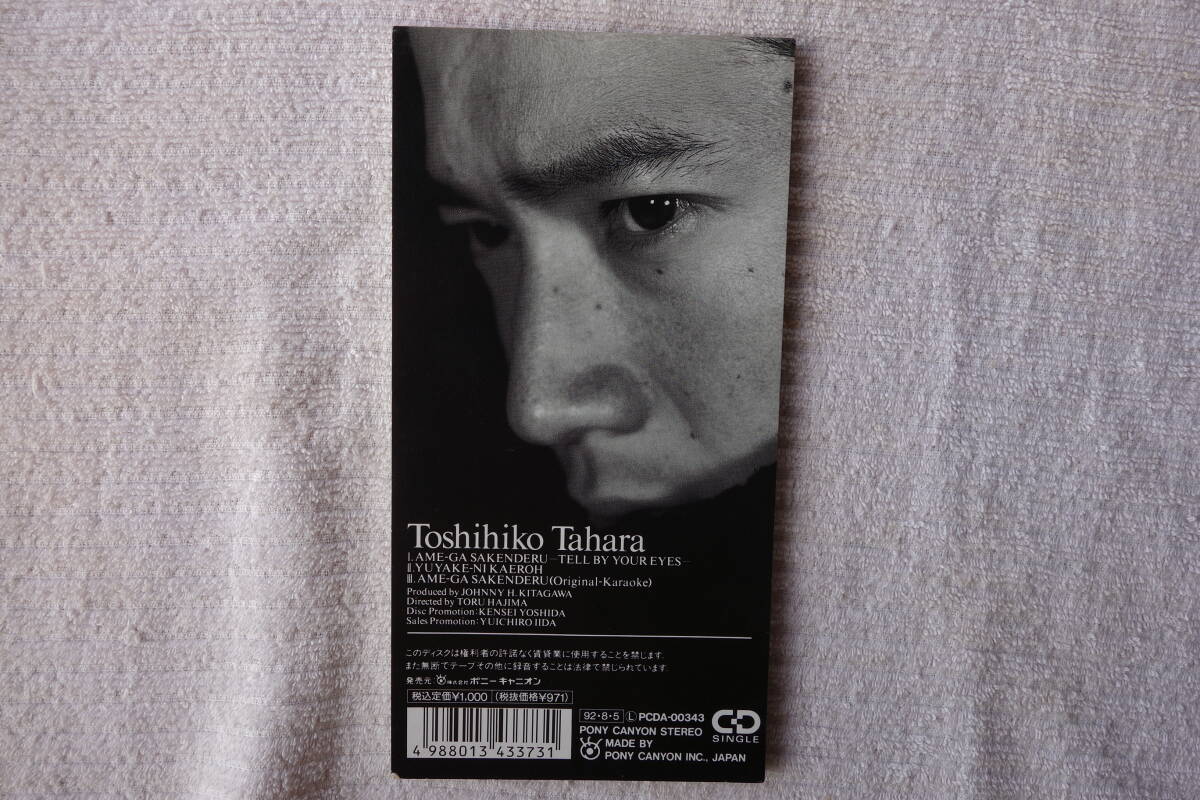 Toshihiko Tahara
I. AME-GA SAKENDERU—TELL BY YOUR EYES—
II. YUYAKE-NI KAEROH
III. AME-GA SAKENDERU(Original-Karaoke)
Produced by JOHNNY H. KITAGAWA
Directed by TORU HAJIMA
Disc Promotion: KENSEI YOSHIDA
Sales Promotion: YUICHIRO IIDA
このディスクは権利者の許諾なく賃貸業に使用することを禁じます。
また無断でテープその他に録音することは法律で禁じられています。
発売元: 株式会社 ポニーキャニオン
税込定価¥1,000 (税抜価格¥971)
4 988013 433731
92・8・5 Ⓛ PCDA-00343
PONY CANYON STEREO
MADE BY
PONY CANYON INC., JAPAN
CD
SINGLE